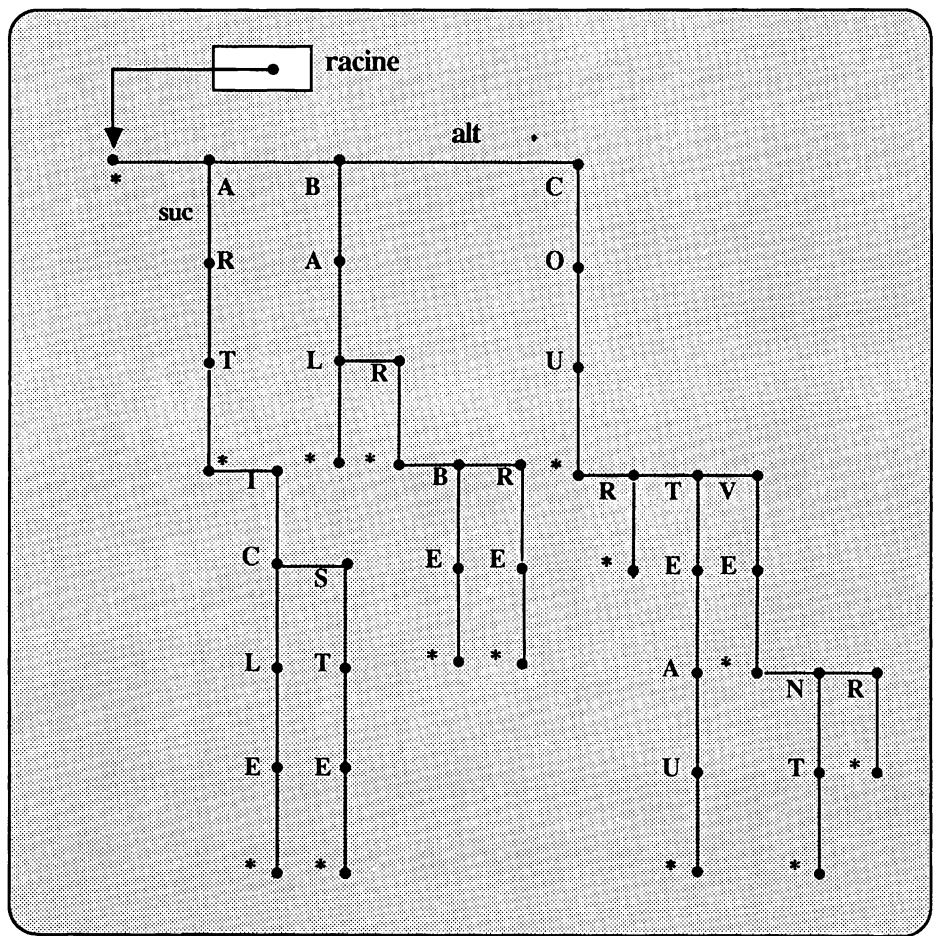 racine
alt
* A B C
suc
R A O
T L R U
* I * * B R * R T V
C S E E * E E
L T * * A * N R
E E U T *
* * * *